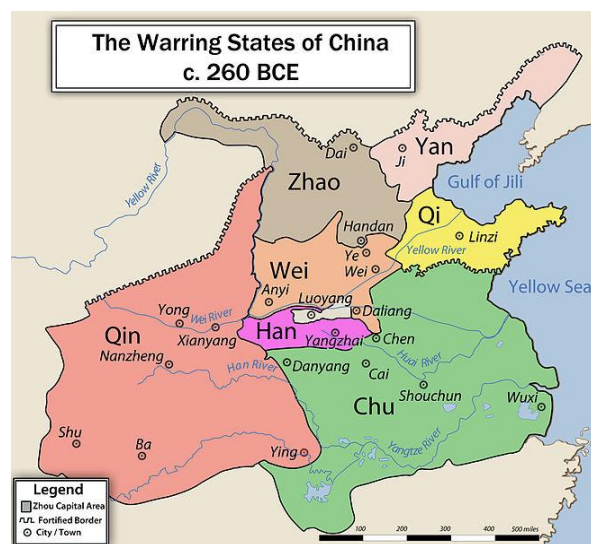 The Warring States of China
c. 260 BCE
Dai
Ji
Yan
Zhao
Gulf of Jili
Yellow River
Qi
Linzi
Handan
Ye
Yellow River
Wei
Wei
Yellow Sea
Anyi
Luoyang
Daliang
Yong
Wei River
Qin
Xianyang
Han
Yangzhai
Chen
Nanzheng
Huai River
Han River
Danyang
Cai
Shouchun
Chu
Wuxi
Shu
Ba
Ying
Yangtze River
Legend
Zhou Capital Area
Fortified Border
City / Town
100 200 300 400 500 miles